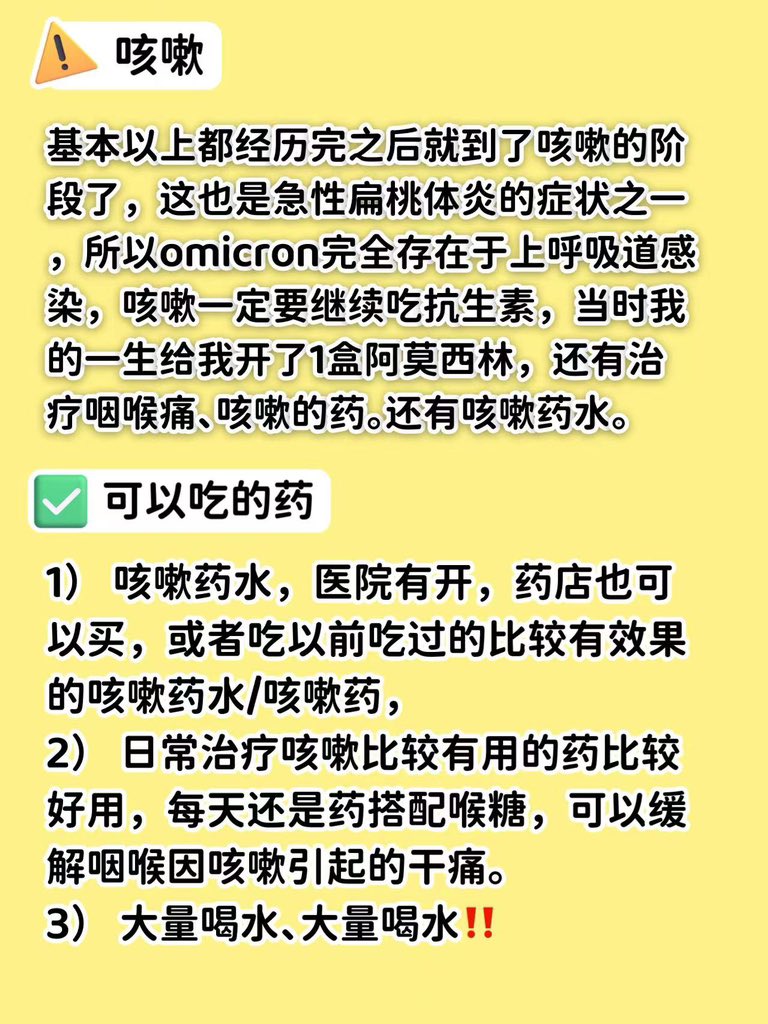 咳嗽
基本以上都经历完之后就到了咳嗽的阶
段了，这也是急性扁桃体炎的症状之一
，所以omicron完全存在于上呼吸道感
染，咳嗽一定要继续吃抗生素，当时我
的一生给我开了1盒阿莫西林，还有治
疗咽喉痛、咳嗽的药。还有咳嗽药水。
可以吃的药
1） 咳嗽药水，医院有开，药店也可
以买，或者吃以前吃过的比较有效果
的咳嗽药水/咳嗽药，
2） 日常治疗咳嗽比较有用的药比较
好用，每天还是药搭配喉糖，可以缓
解咽喉因咳嗽引起的干痛。
3） 大量喝水、大量喝水‼️